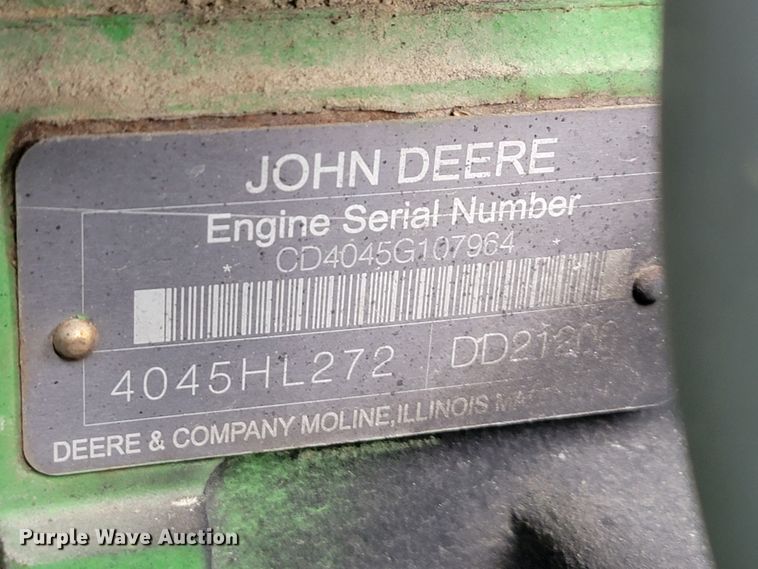 JOHN DEERE
Engine Serial Number
* CD4045G107964 *
4045HL272
DEERE & COMPANY MOLINE, ILLINOIS
Purple Wave Auction